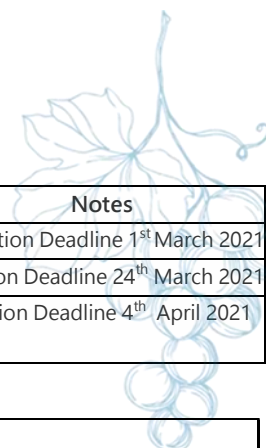 Notes
tion Deadline 1st March 2021
on Deadline 24th March 2021
ion Deadline 4th April 2021